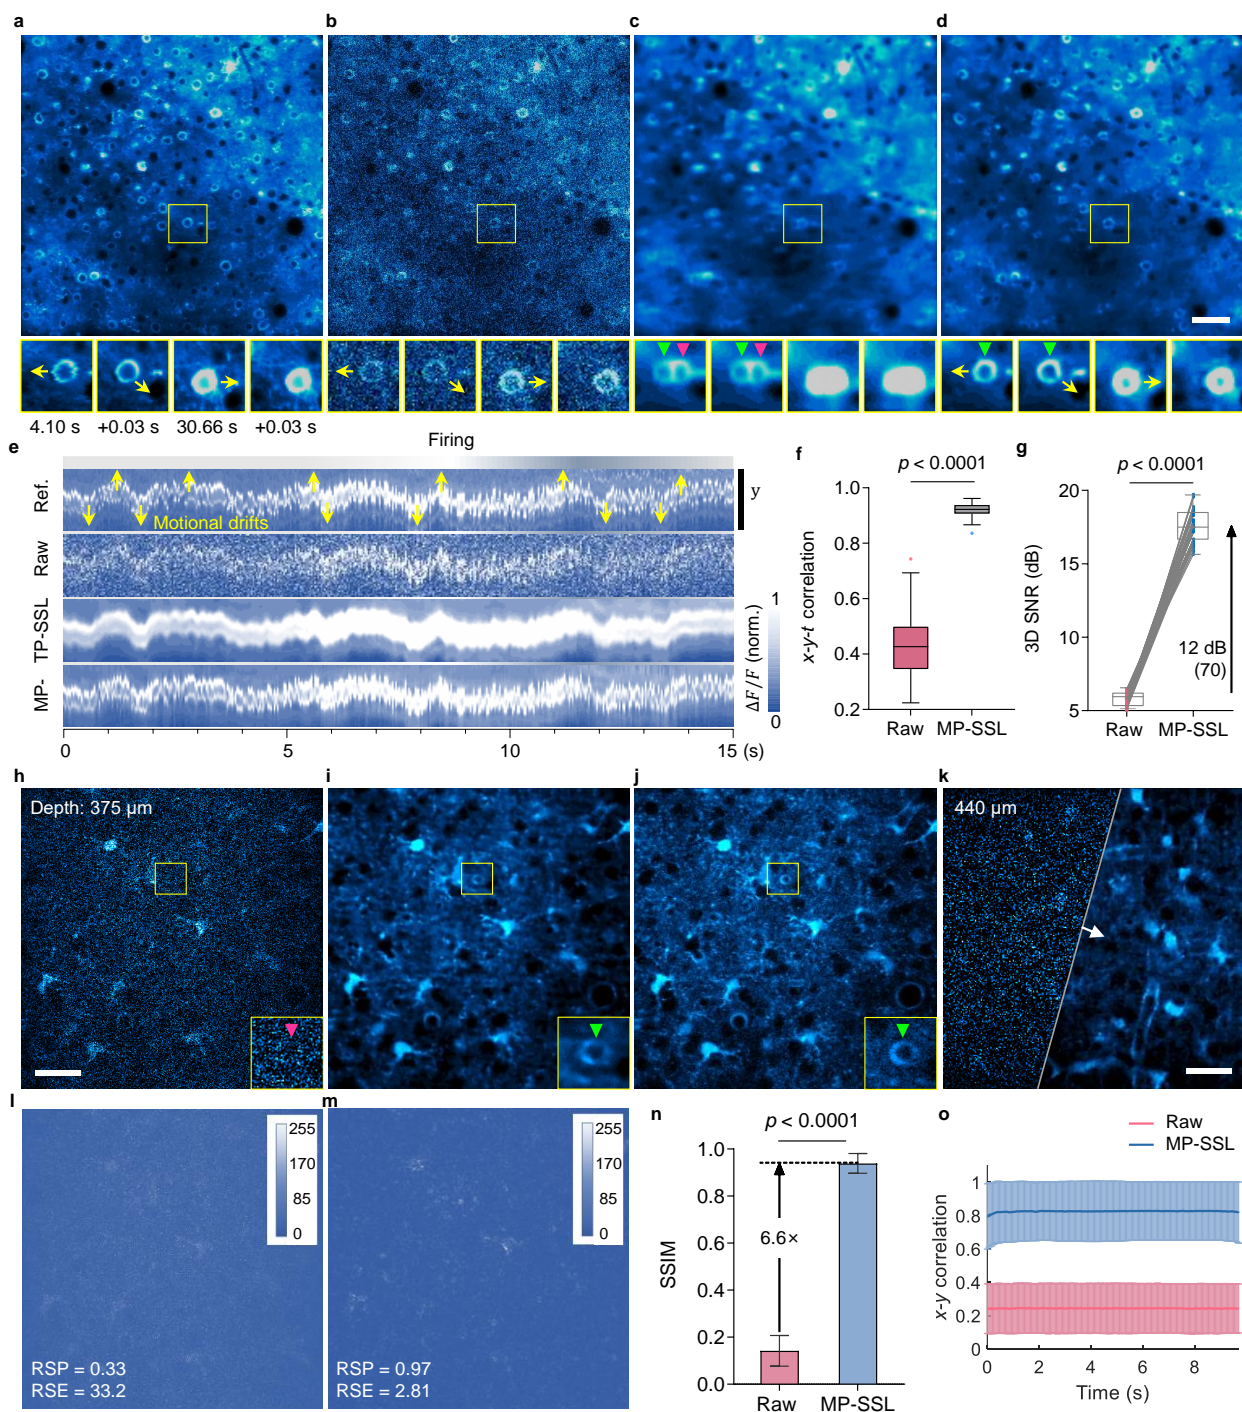 a
b
c
d
4.10 s
+0.03 s
30.66 s
+0.03 s
e
Firing
Ref.
Motional drifts
y
Raw
TP-SSL
MP-
1
ΔF/F (norm.)
0
0 5 10 15 (s)
f
p < 0.0001
x-y-t correlation
1.0
0.8
0.6
0.4
0.2
Raw MP-SSL
g
p < 0.0001
3D SNR (dB)
20
15
10
5
12 dB
(70)
Raw MP-SSL
h
Depth: 375 µm
i
j
k
440 µm
l
255
170
85
0
RSP = 0.33
RSE = 33.2
m
255
170
85
0
RSP = 0.97
RSE = 2.81
n
p < 0.0001
SSIM
1.0
0.8
0.6
0.4
0.2
0.0
6.6×
Raw MP-SSL
o
Raw
MP-SSL
x-y correlation
1
0.8
0.6
0.4
0.2
0
0 2 4 6 8
Time (s)